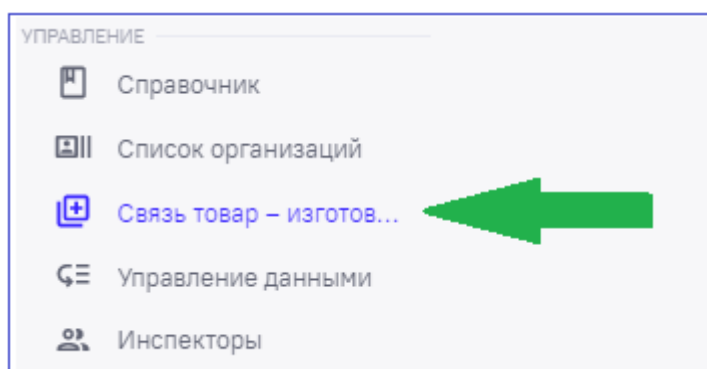 УПРАВЛЕНИЕ
Справочник
Список организаций
Связь товар – изготов...
Управление данными
Инспекторы